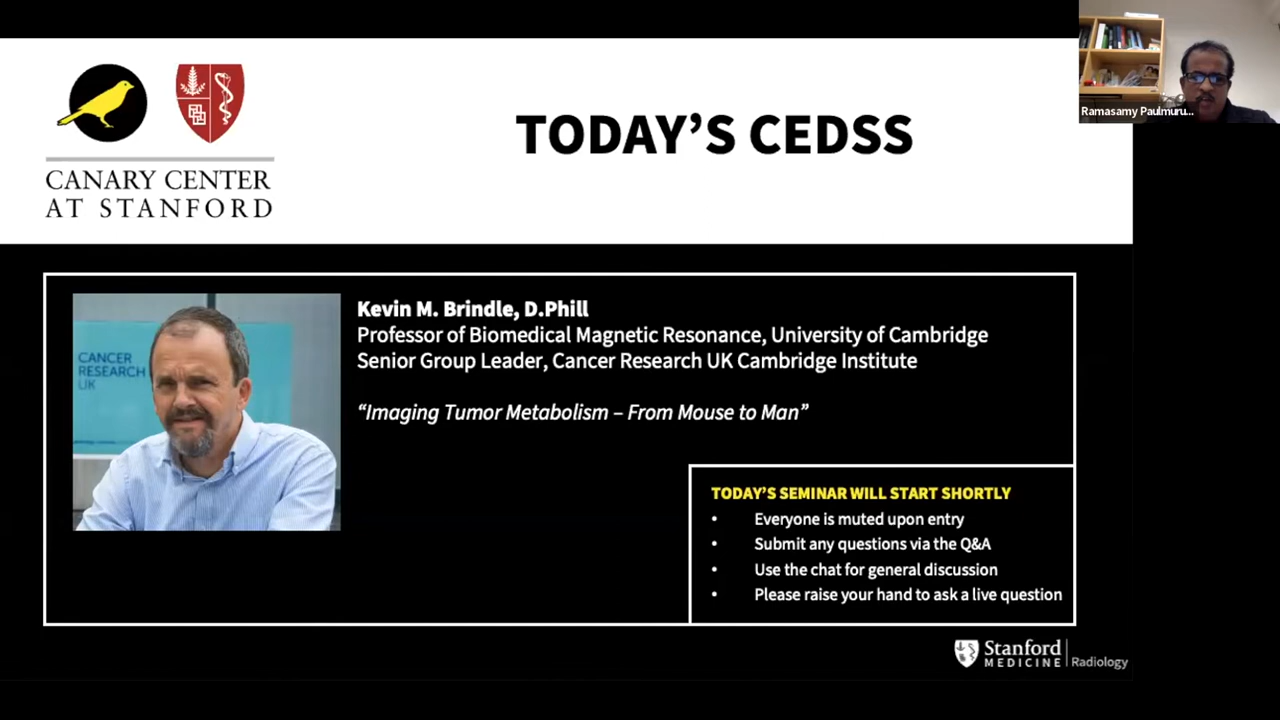 CANARY CENTER
AT STANFORD
TODAY’S CEDSS
Ramasamy Paulmuru...
CANCER
RESEARCH
UK
Kevin M. Brindle, D.Phill
Professor of Biomedical Magnetic Resonance, University of Cambridge
Senior Group Leader, Cancer Research UK Cambridge Institute
“Imaging Tumor Metabolism – From Mouse to Man”
TODAY’S SEMINAR WILL START SHORTLY
• Everyone is muted upon entry
• Submit any questions via the Q&A
• Use the chat for general discussion
• Please raise your hand to ask a live question
Stanford
MEDICINE
Radiology